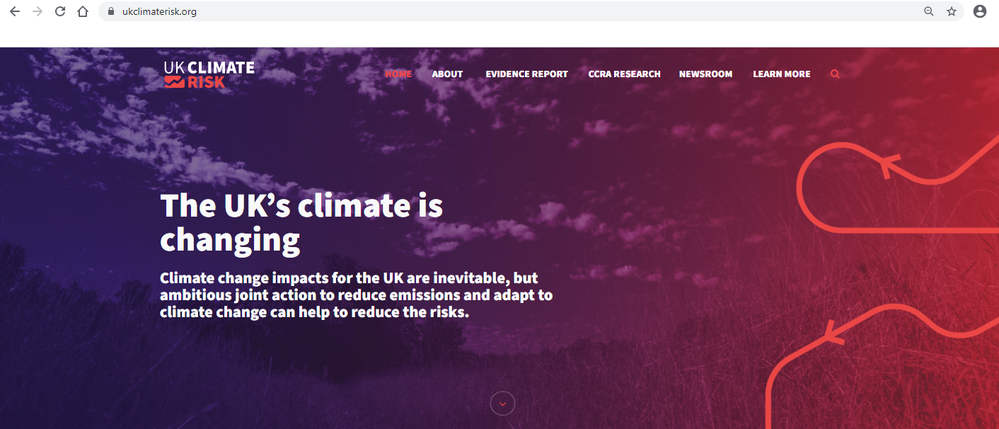 ukclimaterisk.org
UK CLIMATE
RISK
HOME ABOUT EVIDENCE REPORT CCRA RESEARCH NEWSROOM LEARN MORE
The UK’s climate is
changing
Climate change impacts for the UK are inevitable, but
ambitious joint action to reduce emissions and adapt to
climate change can help to reduce the risks.